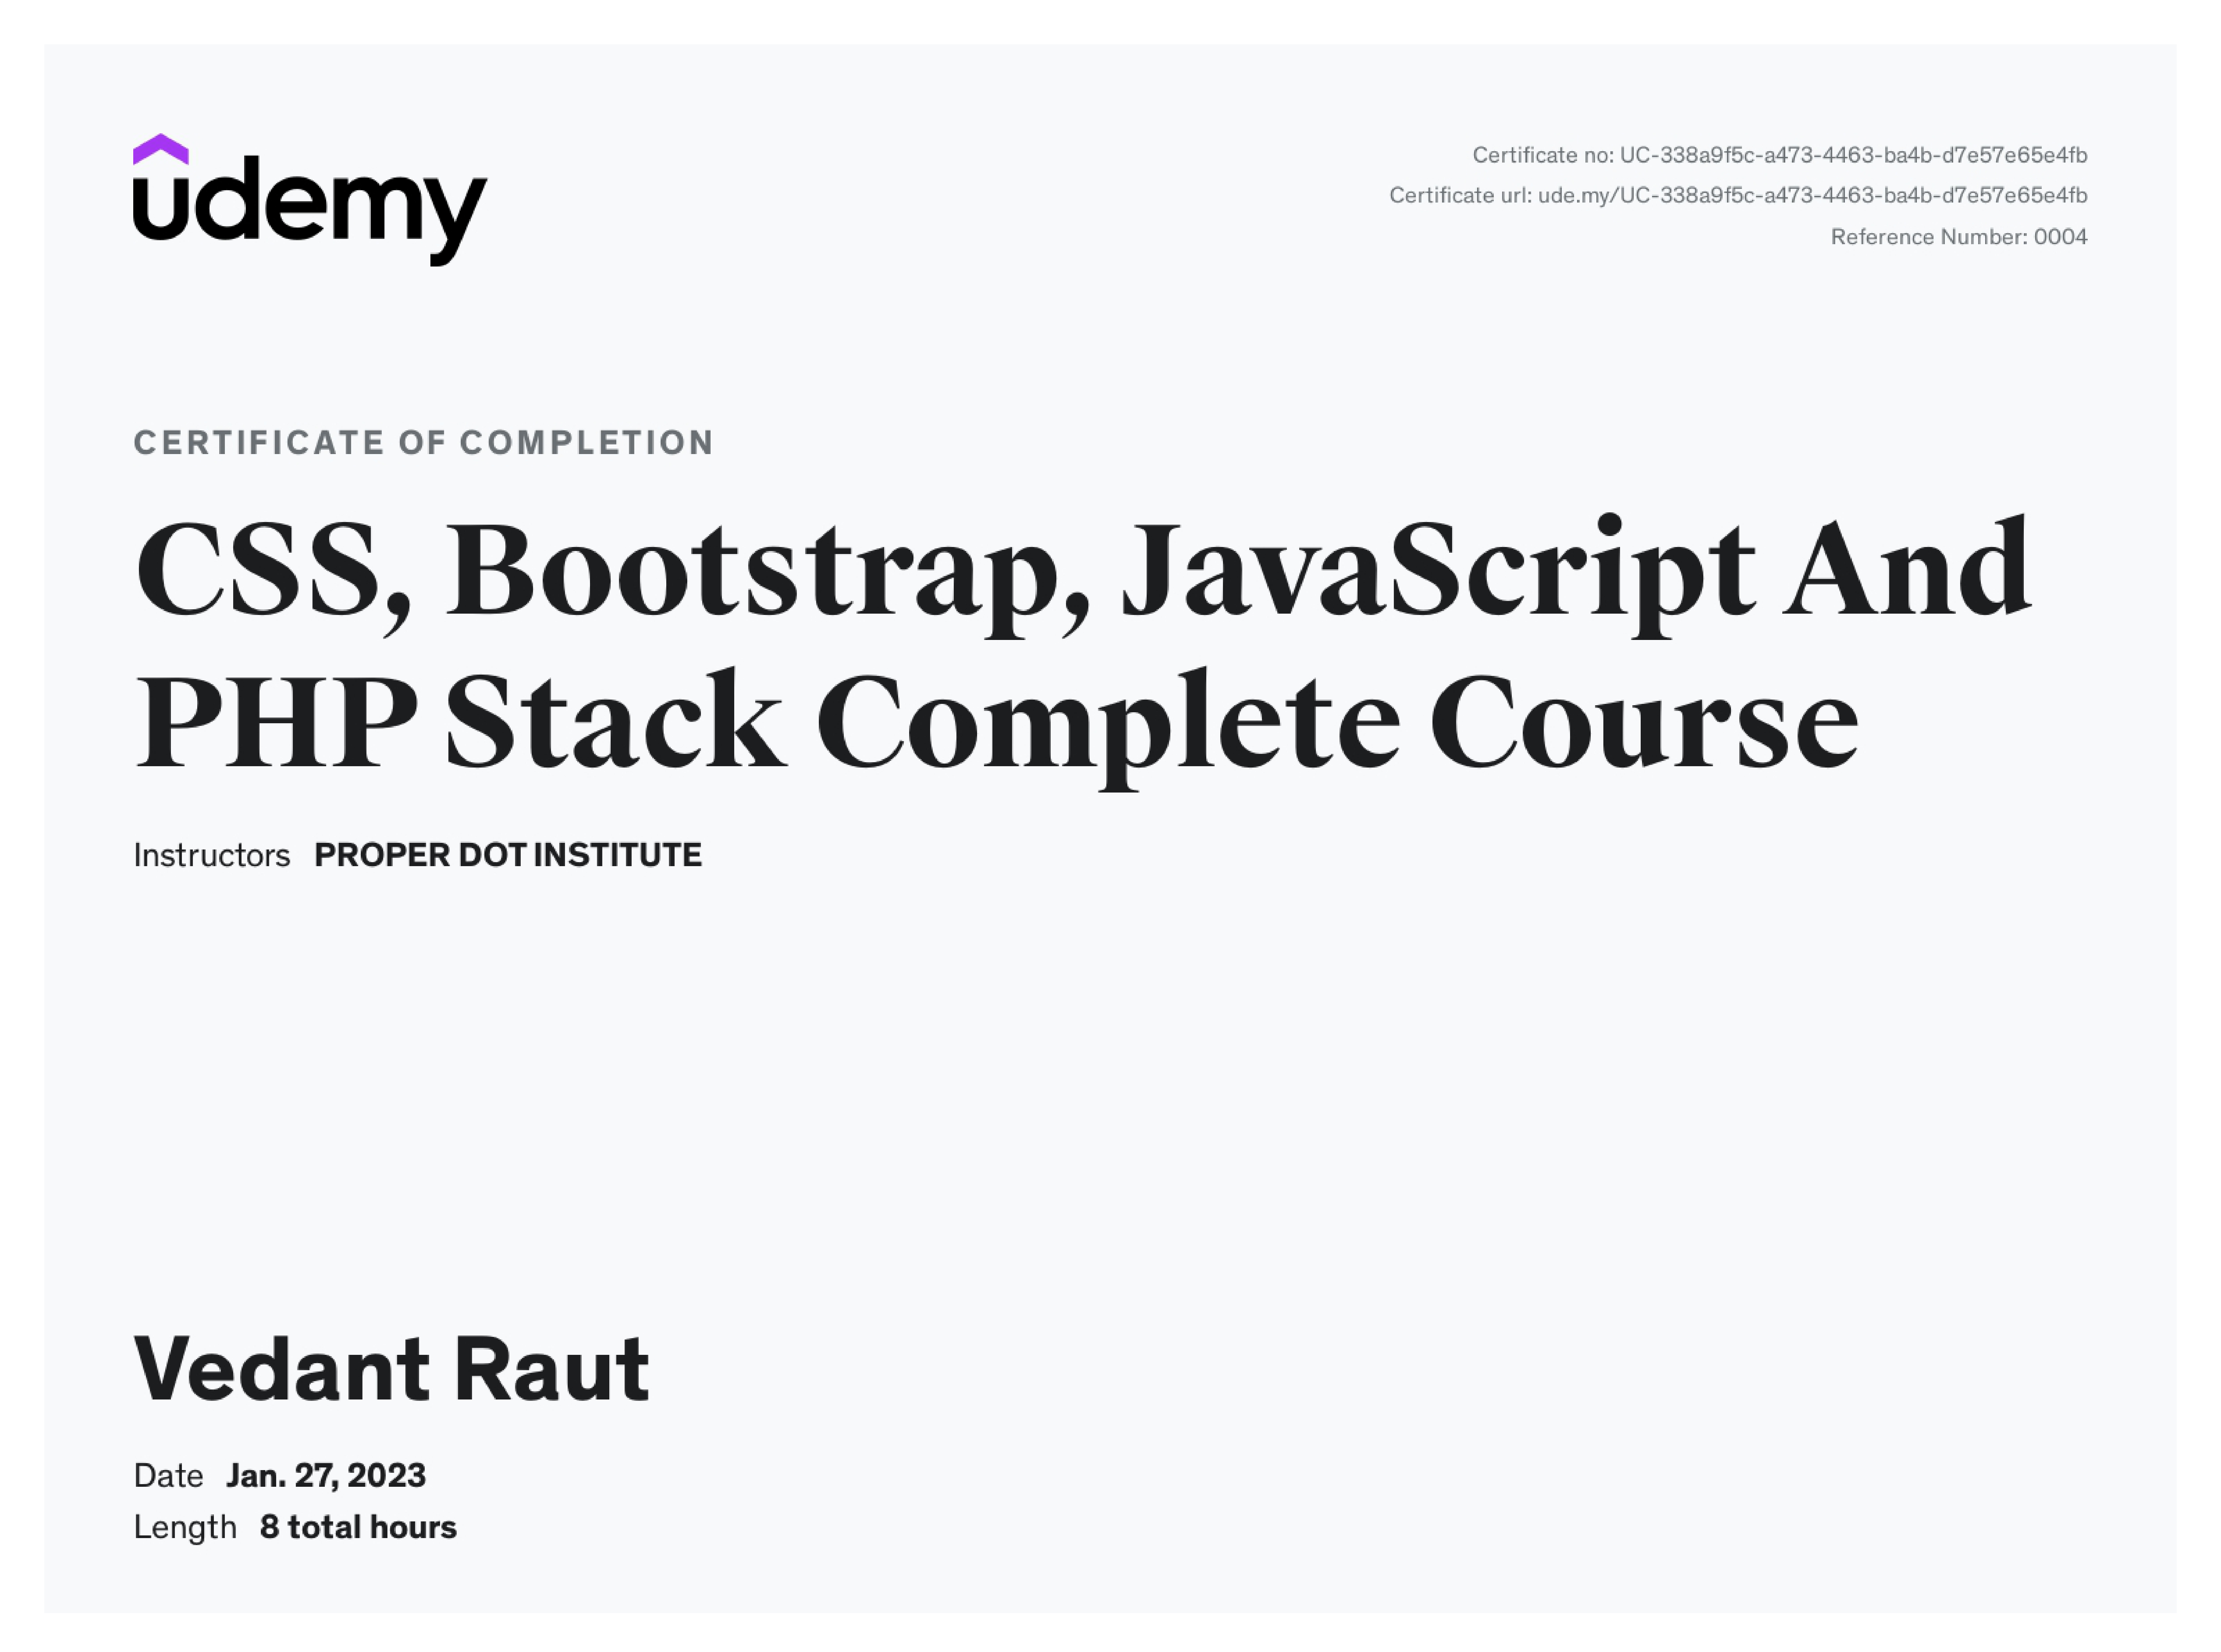 udemy
Certificate no: UC-338a9f5c-a473-4463-ba4b-d7e57e65e4fb
Certificate url: ude.my/UC-338a9f5c-a473-4463-ba4b-d7e57e65e4fb
Reference Number: 0004
CERTIFICATE OF COMPLETION
CSS, Bootstrap, JavaScript And
PHP Stack Complete Course
Instructors PROPER DOT INSTITUTE
Vedant Raut
Date Jan. 27, 2023
Length 8 total hours